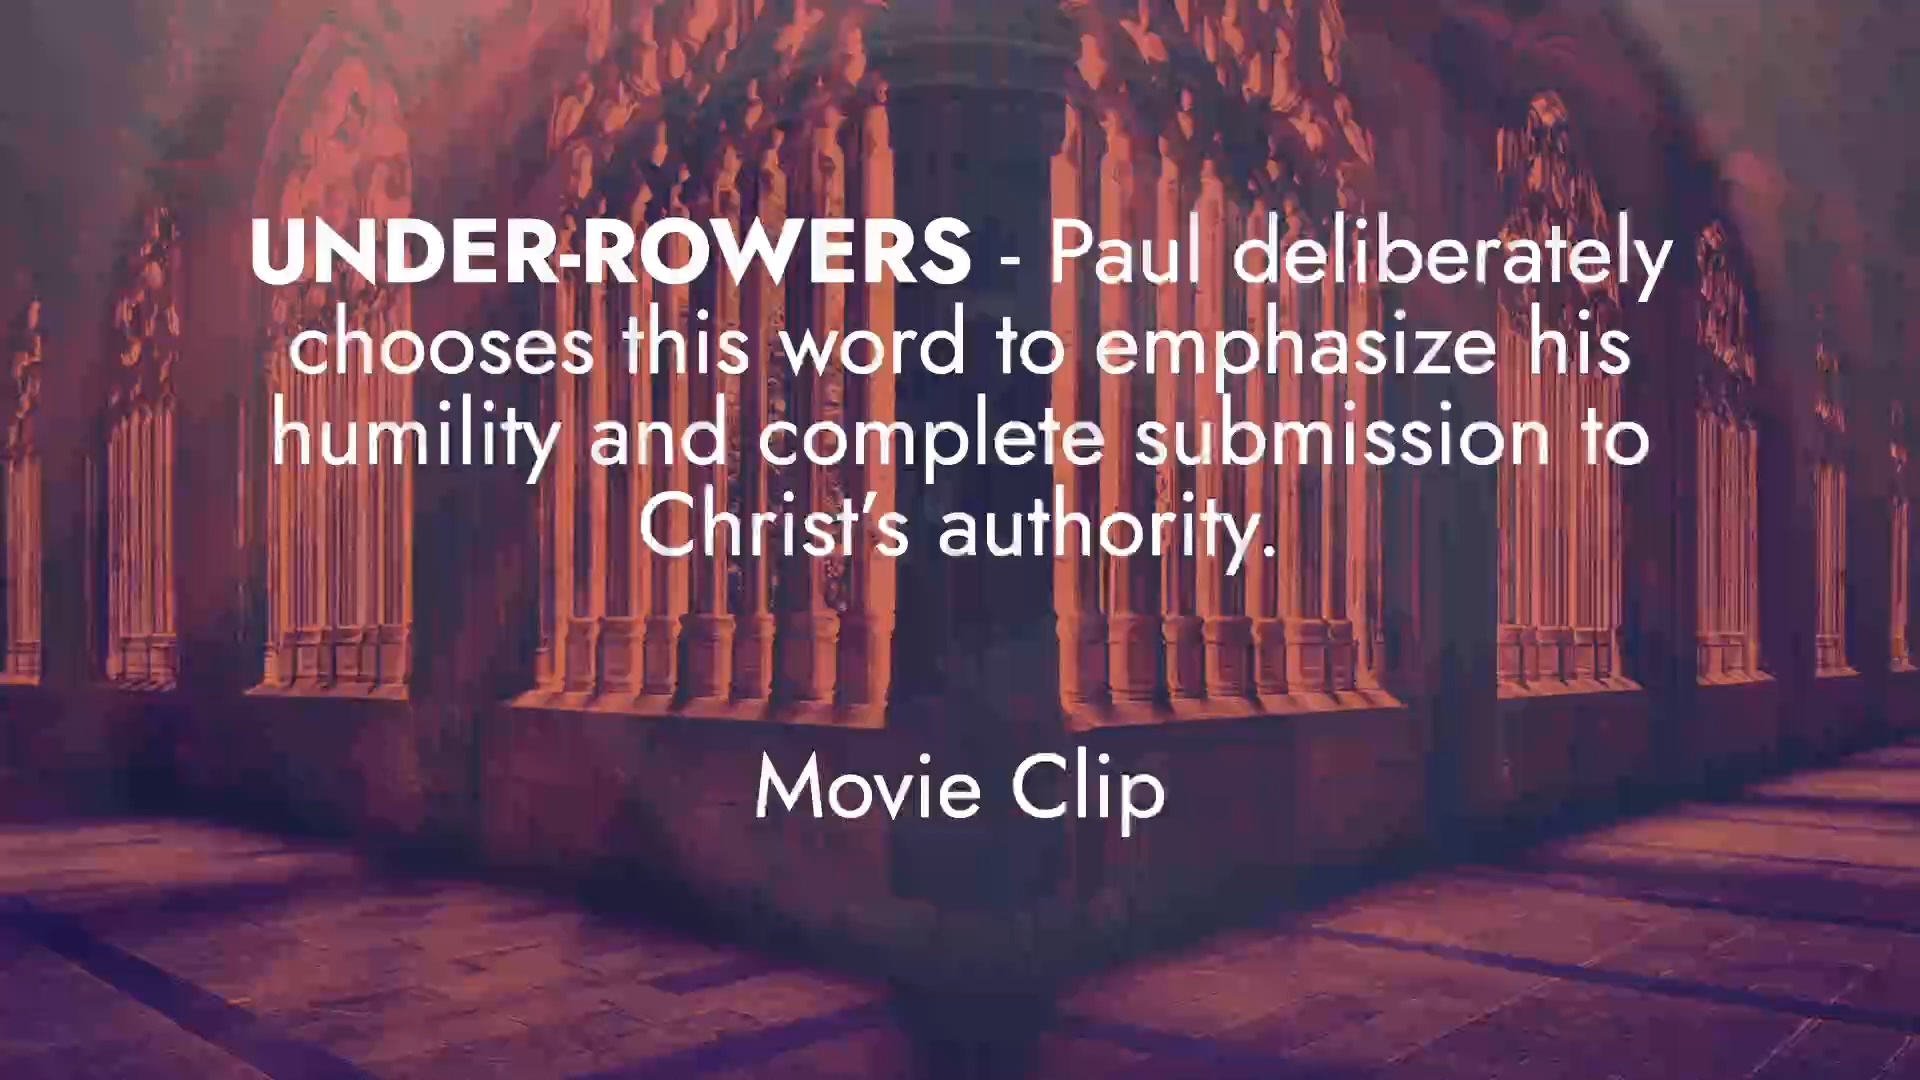 UNDER-ROWERS - Paul deliberately
chooses this word to emphasize his
humility and complete submission to
Christ's authority.
Movie Clip